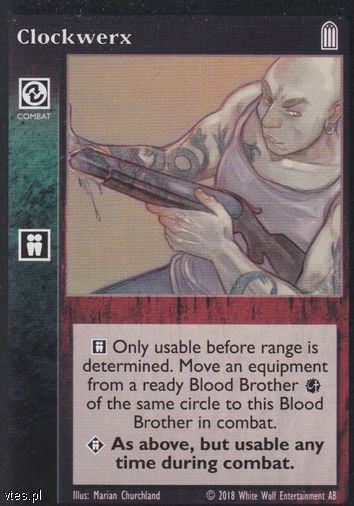 Clockwerx
COMBAT
Only usable before range is
determined. Move an equipment
from a ready Blood Brother
of the same circle to this Blood
Brother in combat.
As above, but usable any
time during combat.
Illus: Marian Churchland © 2018 White Wolf Entertainment AB
vtes.pl